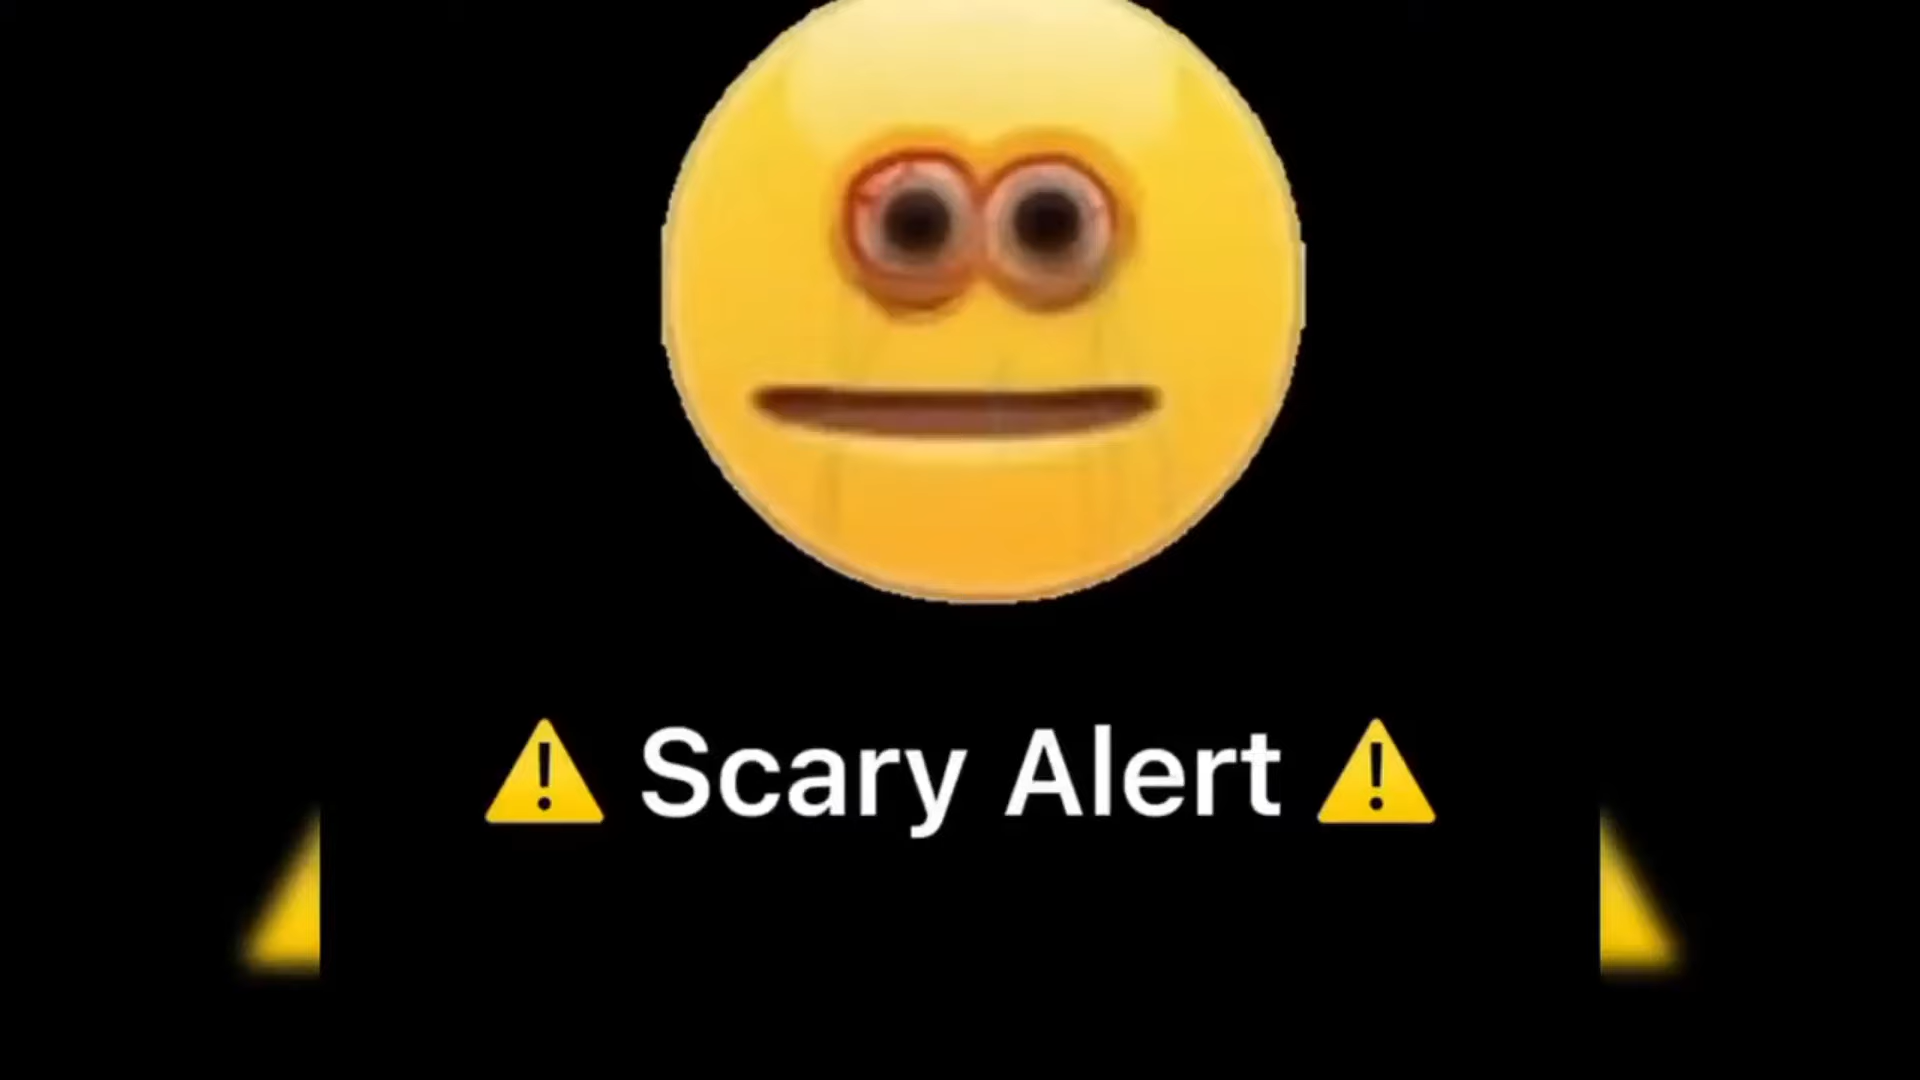 ⚠️ Scary Alert ⚠️